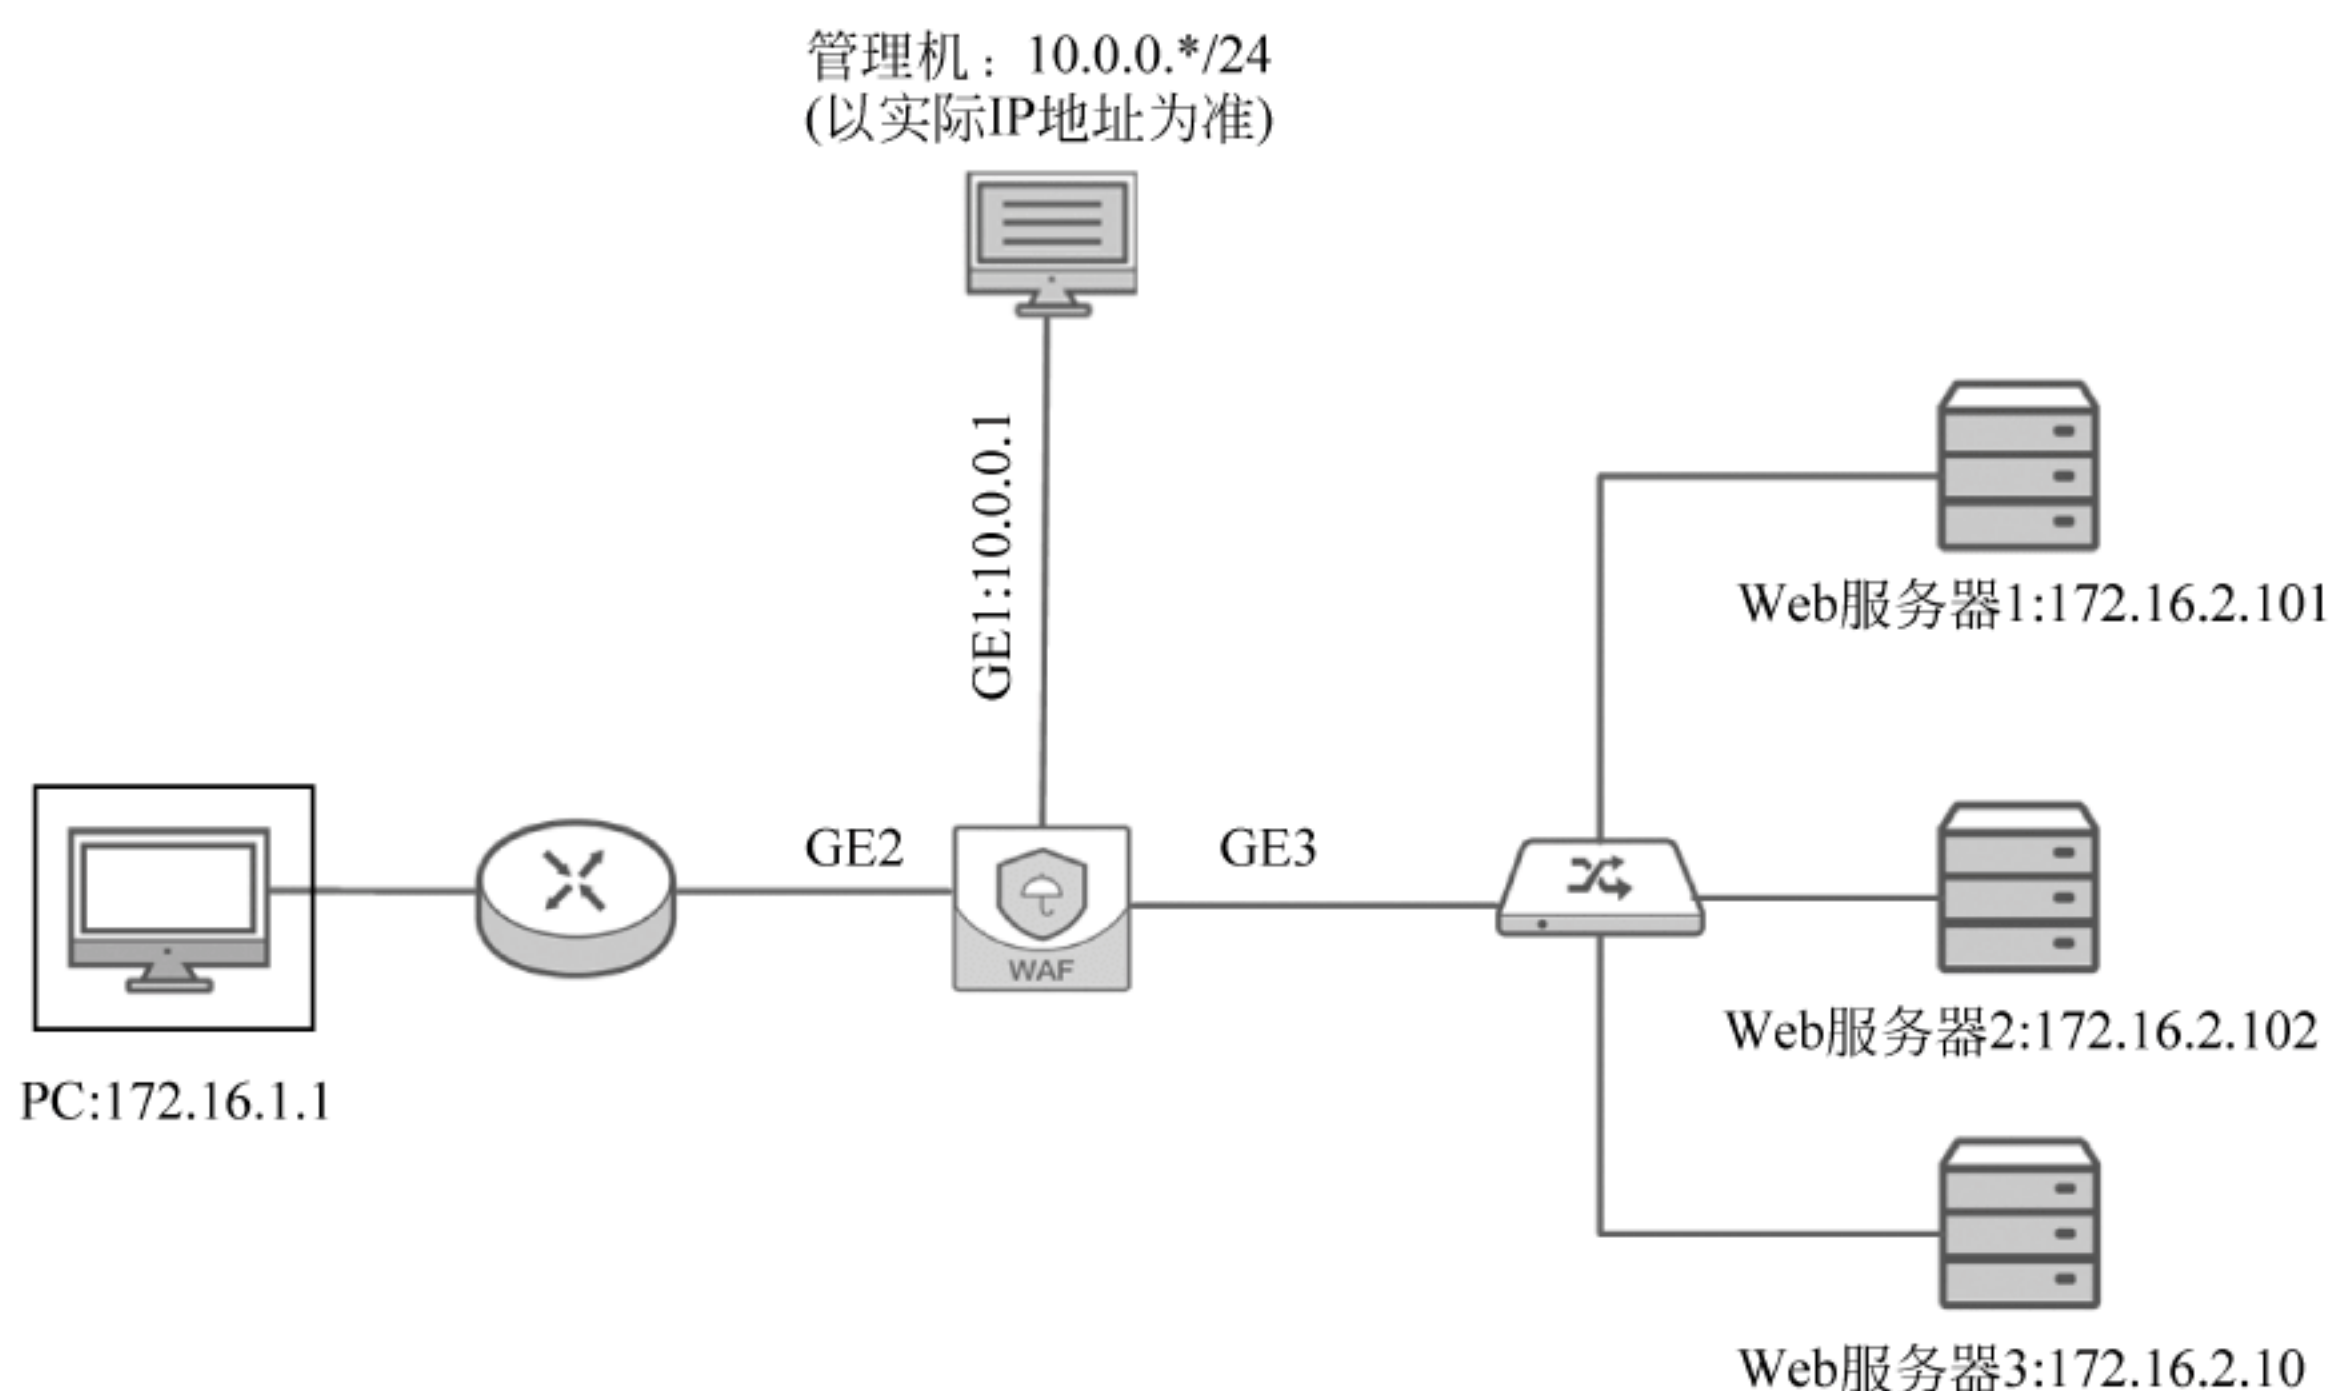 管理机：10.0.0.*/24
(以实际IP地址为准)
GE1:10.0.0.1
Web服务器1:172.16.2.101
GE2
GE3
WAF
Web服务器2:172.16.2.102
PC:172.16.1.1
Web服务器3:172.16.2.10